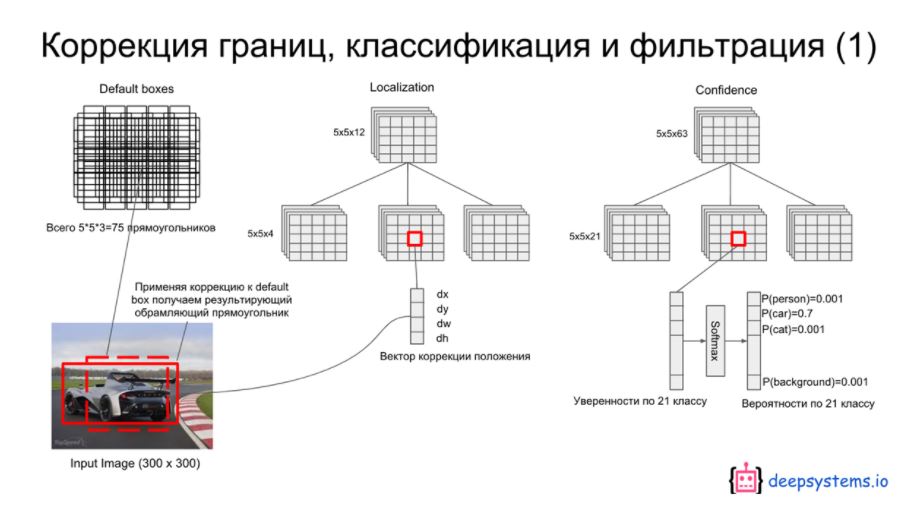 Коррекция границ, классификация и фильтрация (1)
Default boxes
Всего 5*5*3=75 прямоугольников
Применяя коррекцию к default
box получаем результирующий
обрамляющий прямоугольник
Input Image (300 x 300)
Localization
5x5x12
5x5x4
dx
dy
dw
dh
Вектор коррекции положения
Confidence
5x5x63
5x5x21
Softmax
P(person)=0.001
P(car)=0.7
P(cat)=0.001
P(background)=0.001
Уверенности по 21 классу
Вероятности по 21 классу
deepsystems.io